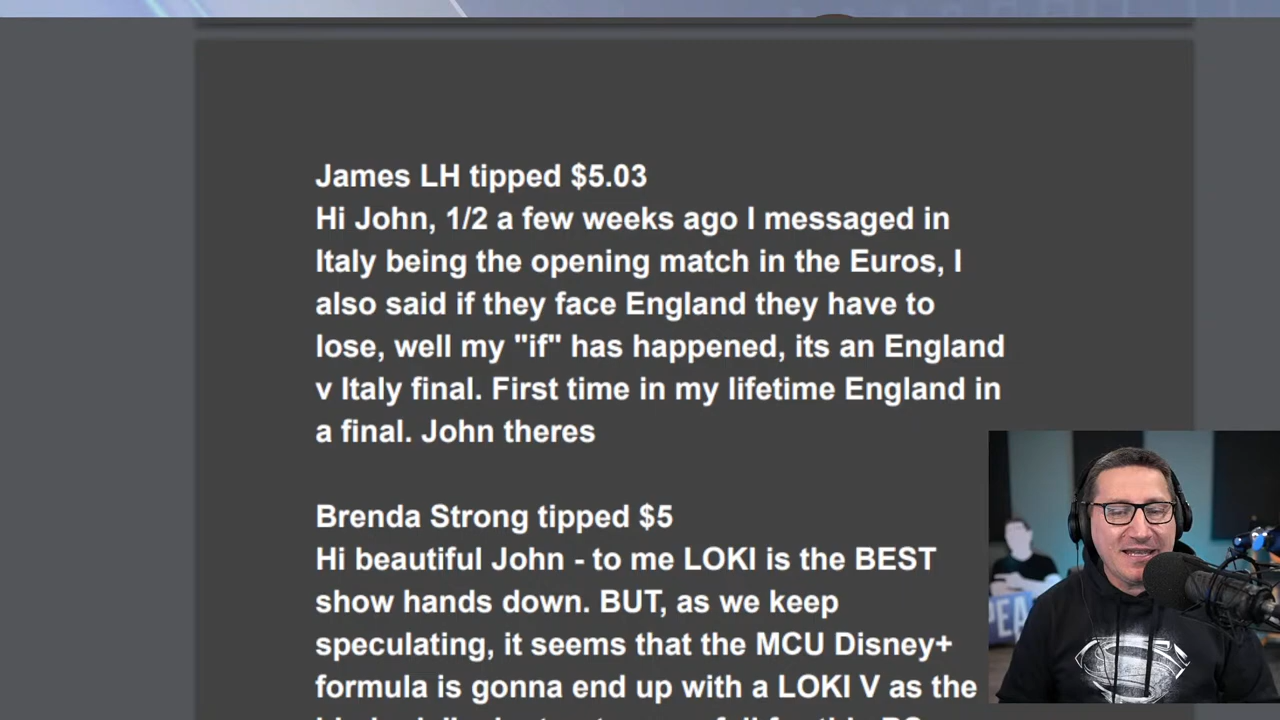 James LH tipped $5.03
Hi John, 1/2 a few weeks ago I messaged in
Italy being the opening match in the Euros, I
also said if they face England they have to
lose, well my "if" has happened, its an England
v Italy final. First time in my lifetime England in
a final. John theres
Brenda Strong tipped $5
Hi beautiful John - to me LOKI is the BEST
show hands down. BUT, as we keep
speculating, it seems that the MCU Disney+
formula is gonna end up with a LOKI V as the